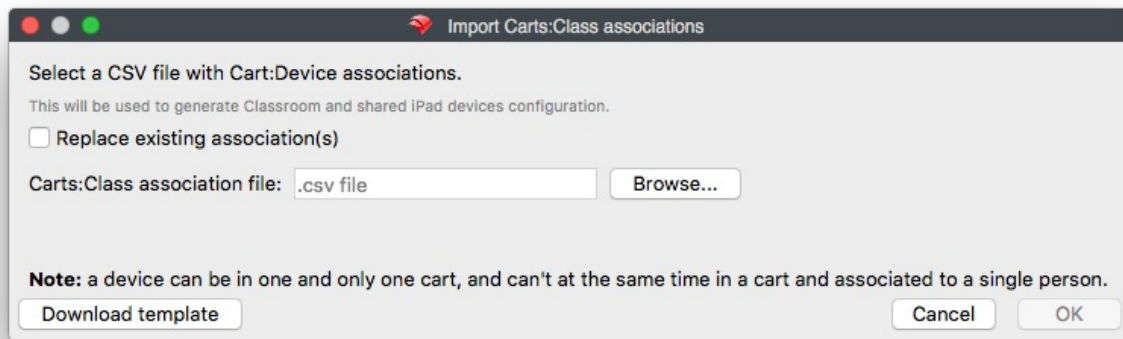 Import Carts:Class associations
Select a CSV file with Cart:Device associations.
This will be used to generate Classroom and shared iPad devices configuration.
Replace existing association(s)
Carts:Class association file: .csv file Browse...
Note: a device can be in one and only one cart, and can't at the same time in a cart and associated to a single person.
Download template Cancel OK